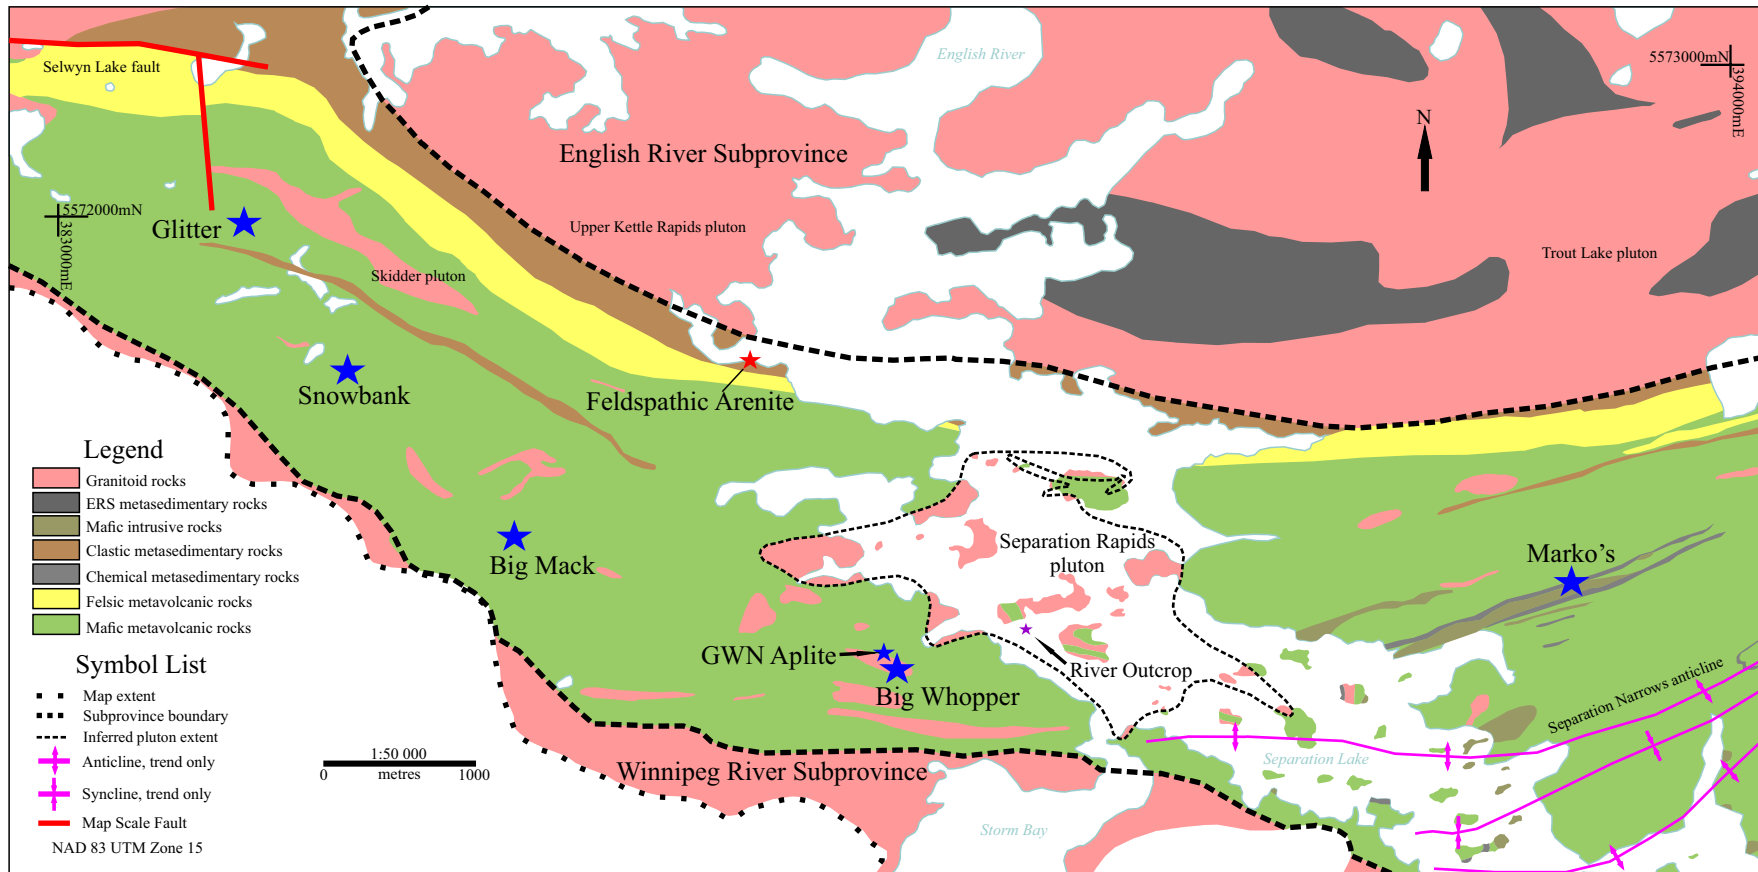 Selwyn Lake fault
English River
5573000mN
394000mE
N
English River Subprovince
5572000mN
383000mE
Glitter
Upper Kettle Rapids pluton
Trout Lake pluton
Skidder pluton
Snowbank
Feldspathic Arenite
Legend
Granitoid rocks
ERS metasedimentary rocks
Mafic intrusive rocks
Clastic metasedimentary rocks
Chemical metasedimentary rocks
Felsic metavolcanic rocks
Mafic metavolcanic rocks
Big Mack
Separation Rapids
pluton
Marko's
GWN Aplite
River Outcrop
Big Whopper
Separation Narrows anticline
Symbol List
Map extent
Subprovince boundary
Inferred pluton extent
Anticline, trend only
Syncline, trend only
Map Scale Fault
NAD 83 UTM Zone 15
1:50 000
0 metres 1000
Winnipeg River Subprovince
Separation Lake
Storm Bay